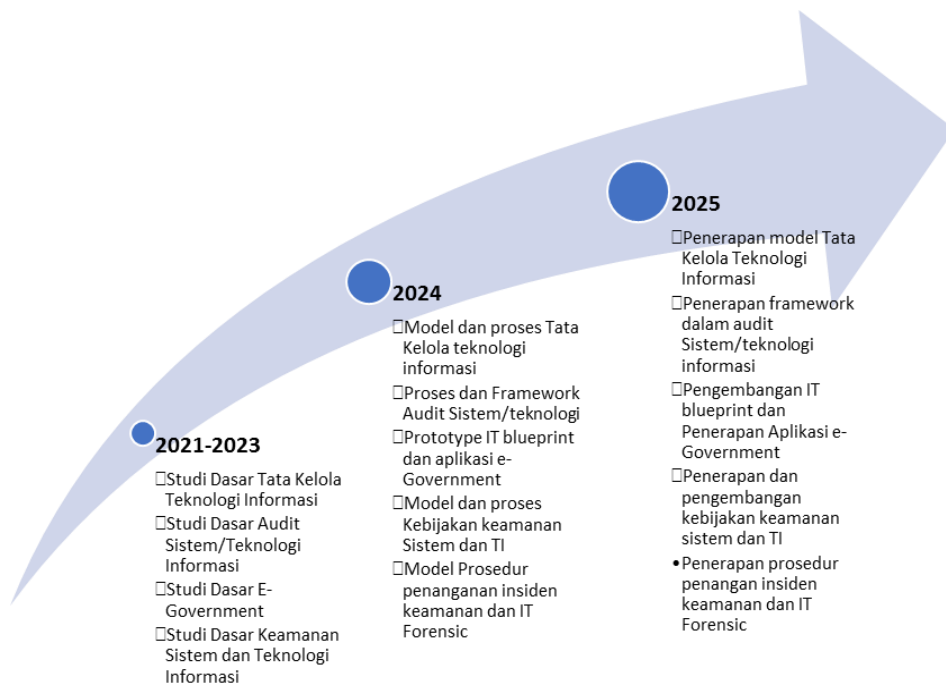 2021-2023
□Studi Dasar Tata Kelola
Teknologi Informasi
□Studi Dasar Audit
Sistem/Teknologi
Informasi
□Studi Dasar E-
Government
□Studi Dasar Keamanan
Sistem dan Teknologi
Informasi
2024
□Model dan proses Tata
Kelola teknologi
informasi
□Proses dan Framework
Audit Sistem/teknologi
□Prototype IT blueprint
dan aplikasi e-
Government
□Model dan proses
Kebijakan keamanan
Sistem dan TI
□Model Prosedur
penanganan insiden
keamanan dan IT
Forensic
2025
□Penerapan model Tata
Kelola Teknologi
Informasi
□Penerapan framework
dalam audit
Sistem/teknologi
informasi
□Pengembangan IT
blueprint dan
Penerapan Aplikasi e-
Government
□Penerapan dan
pengembangan
kebijakan keamanan
sistem dan TI
•Penerapan prosedur
penangan insiden
keamanan dan IT
Forensic